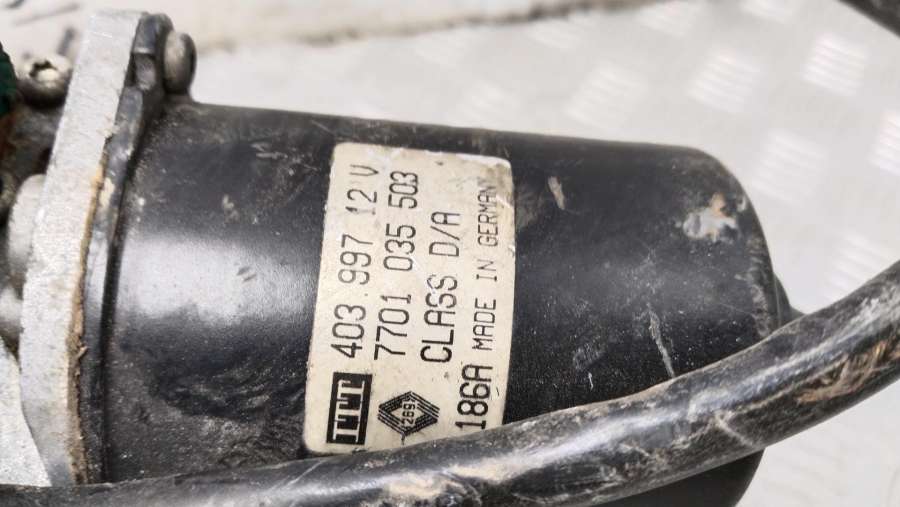 ITT 403.997 12 V
7701 035 503
CLASS D/A
186A MADE IN GERMANY